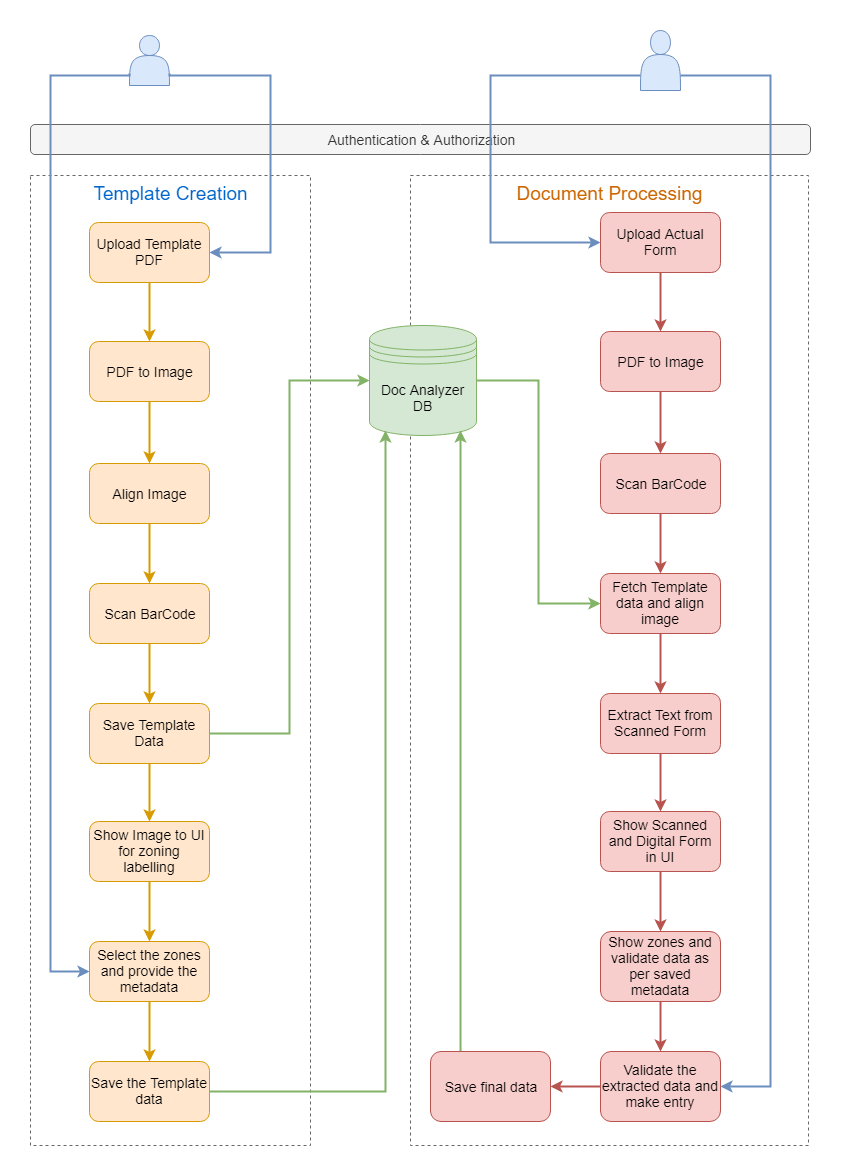 Authentication & Authorization
Template Creation
Upload Template
PDF
PDF to Image
Align Image
Scan BarCode
Save Template
Data
Show Image to UI
for zoning
labelling
Select the zones
and provide the
metadata
Save the Template
data
Doc Analyzer
DB
Document Processing
Upload Actual
Form
PDF to Image
Scan BarCode
Fetch Template
data and align
image
Extract Text from
Scanned Form
Show Scanned
and Digital Form
in UI
Show zones and
validate data as
per saved
metadata
Validate the
extracted data and
make entry
Save final data